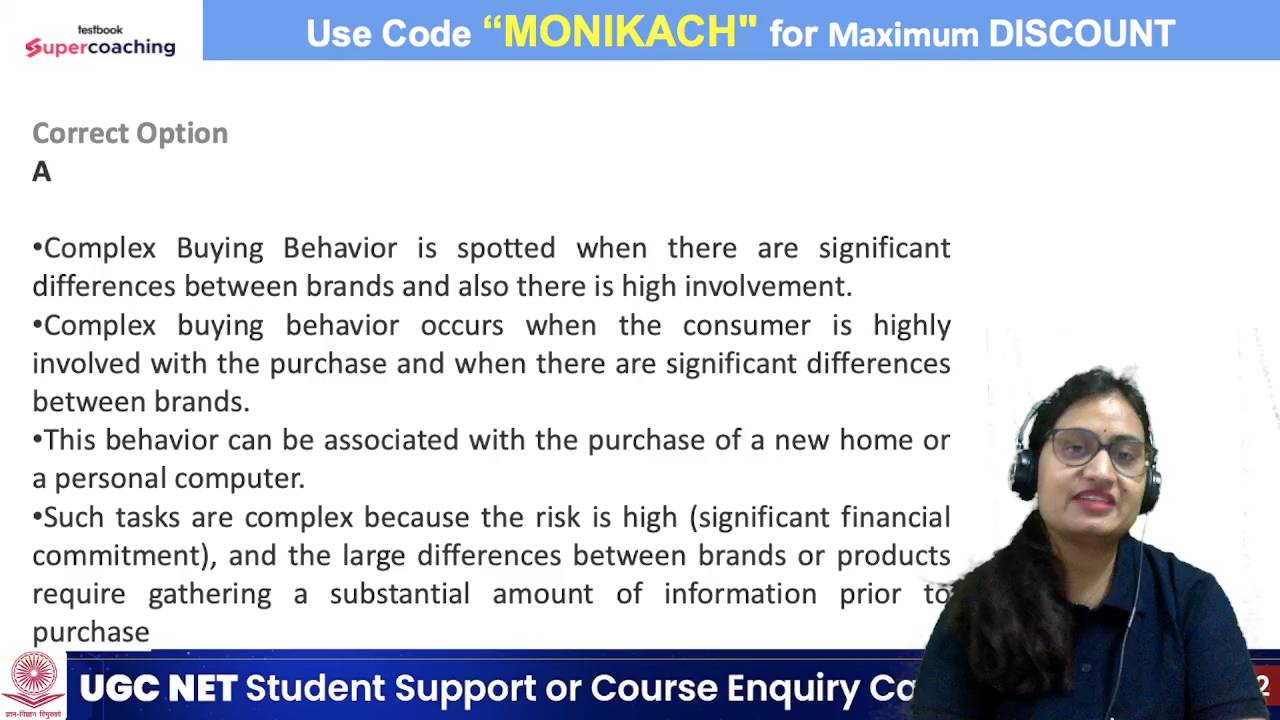 testbook
Supercoaching
Use Code “MONIKACH" for Maximum DISCOUNT
Correct Option
A
•Complex Buying Behavior is spotted when there are significant
differences between brands and also there is high involvement.
•Complex buying behavior occurs when the consumer is highly
involved with the purchase and when there are significant differences
between brands.
•This behavior can be associated with the purchase of a new home or
a personal computer.
•Such tasks are complex because the risk is high (significant financial
commitment), and the large differences between brands or products
require gathering a substantial amount of information prior to
purchase
ज्ञान-विज्ञान विमुक्तये
UGC NET Student Support or Course Enquiry Ca
2